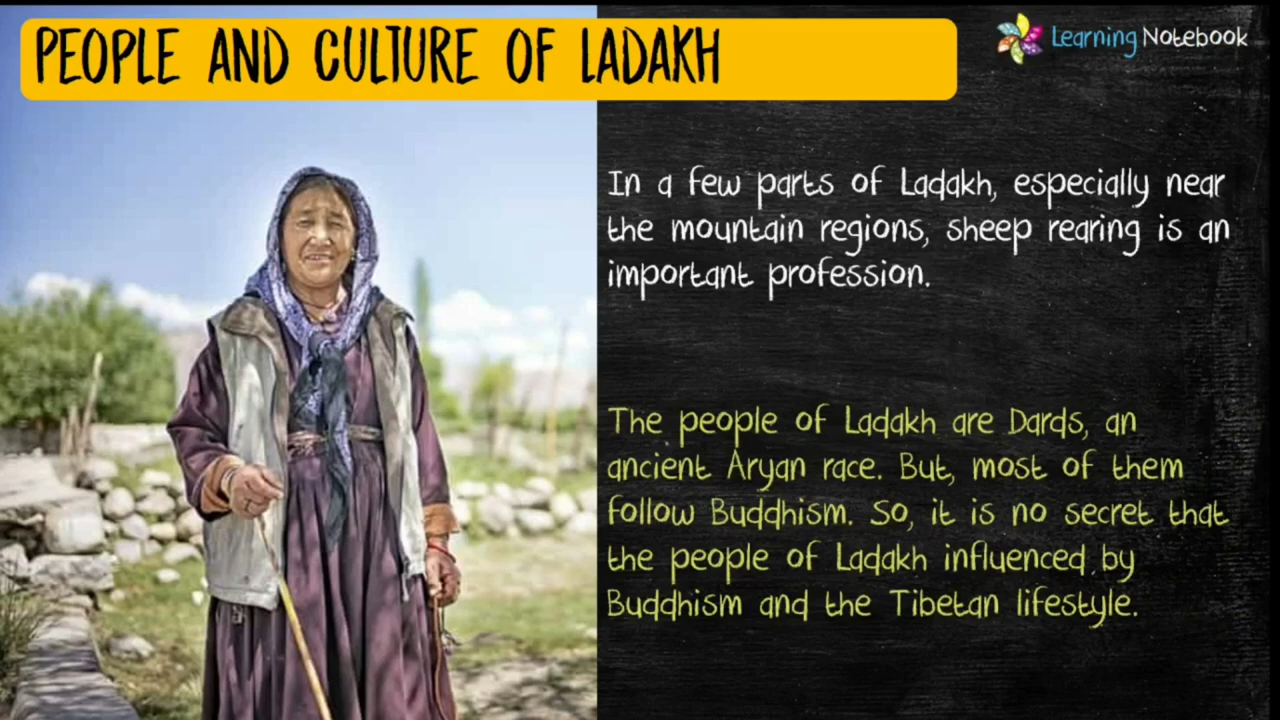 PEOPLE AND CULTURE OF LADAKH
Learning Notebook
In a few parts of Ladakh, especially near
the mountain regions, sheep rearing is an
important profession.
The people of Ladakh are Dards, an
ancient Aryan race. But, most of them
follow Buddhism. So, it is no secret that
the people of Ladakh influenced by
Buddhism and the Tibetan lifestyle.